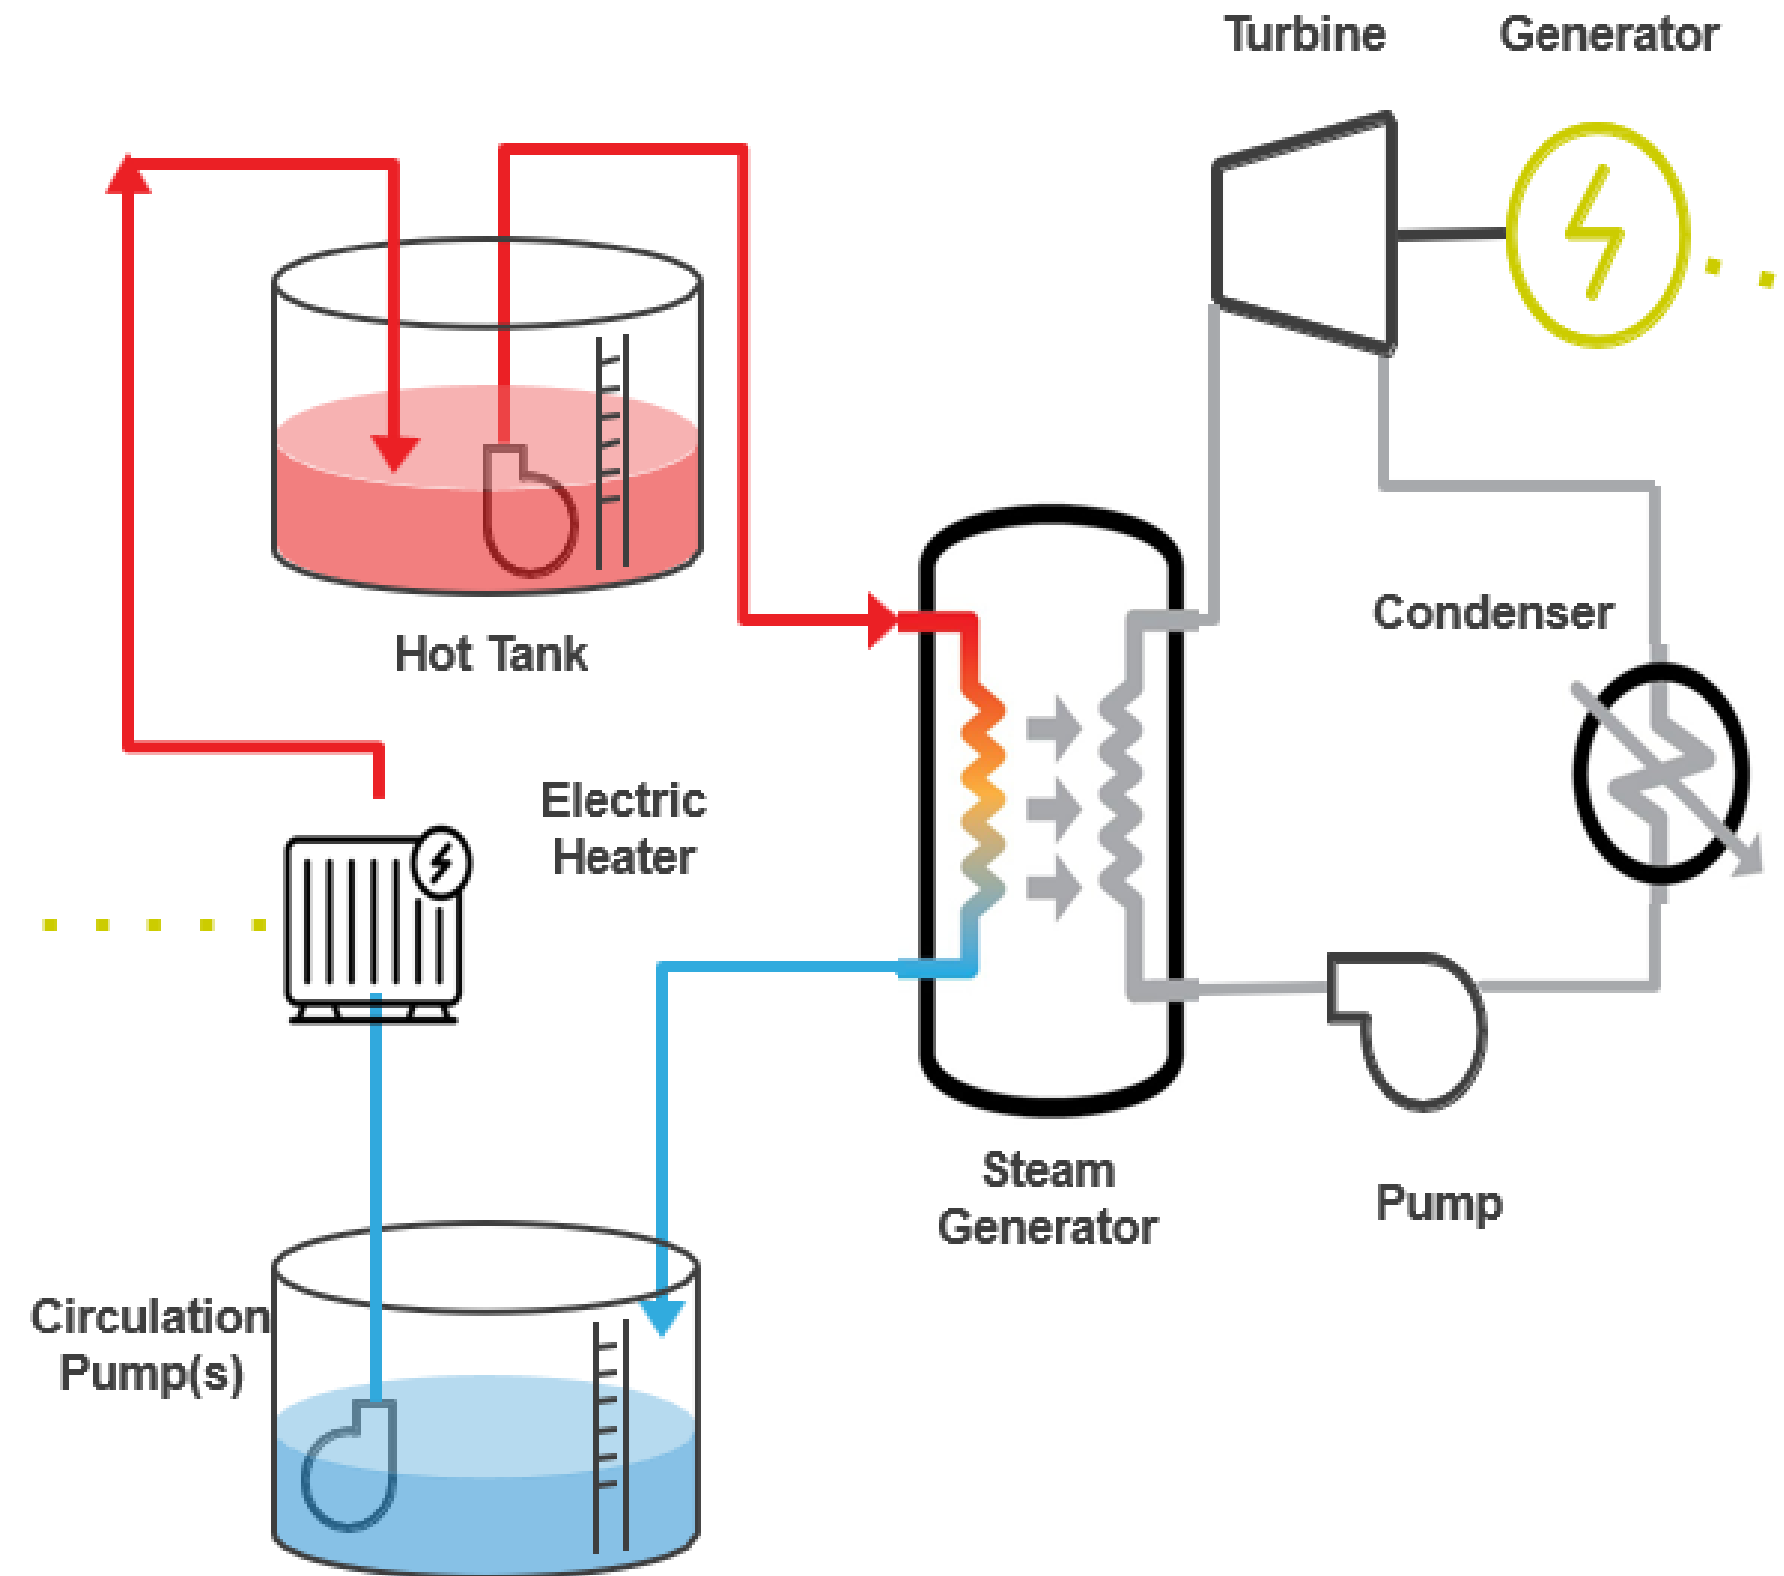 Turbine
Generator
Hot Tank
Condenser
Electric
Heater
Steam
Generator
Pump
Circulation
Pump(s)